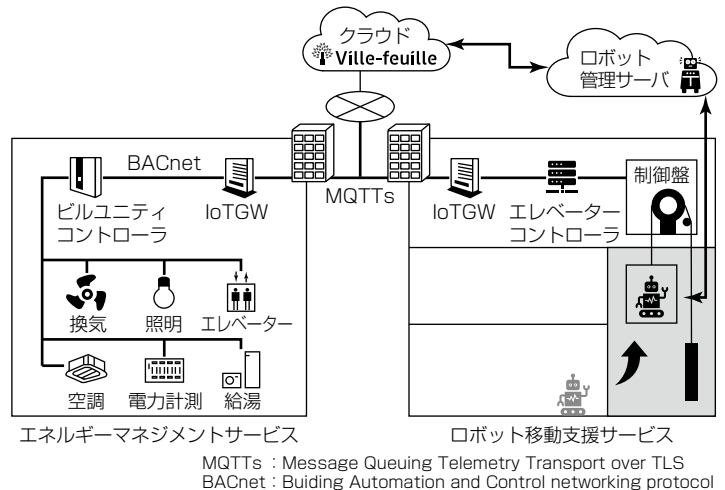 クラウド
Ville-feuille
ロボット
管理サーバ
BACnet
MQTTs
ビルユニティ
コントローラ
IoTGW
IoTGW
エレベーター
コントローラ
制御盤
換気
照明
エレベーター
空調
電力計測
給湯
エネルギーマネジメントサービス
ロボット移動支援サービス
MQTTs : Message Queuing Telemetry Transport over TLS
BACnet : Buiding Automation and Control networking protocol